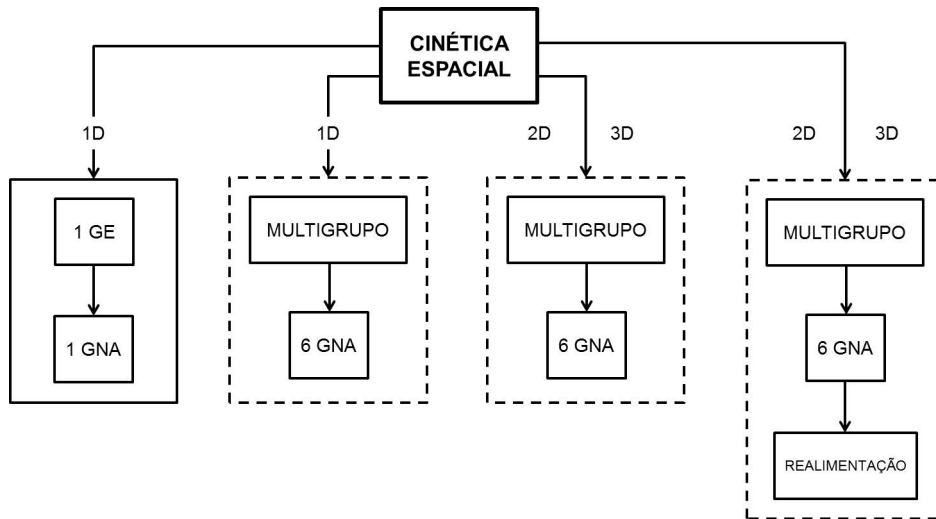 CINÉTICA
ESPACIAL
1D
1D
2D 3D
2D 3D
1 GE
1 GNA
MULTIGRUPO
6 GNA
MULTIGRUPO
6 GNA
MULTIGRUPO
6 GNA
REALIMENTAÇÃO